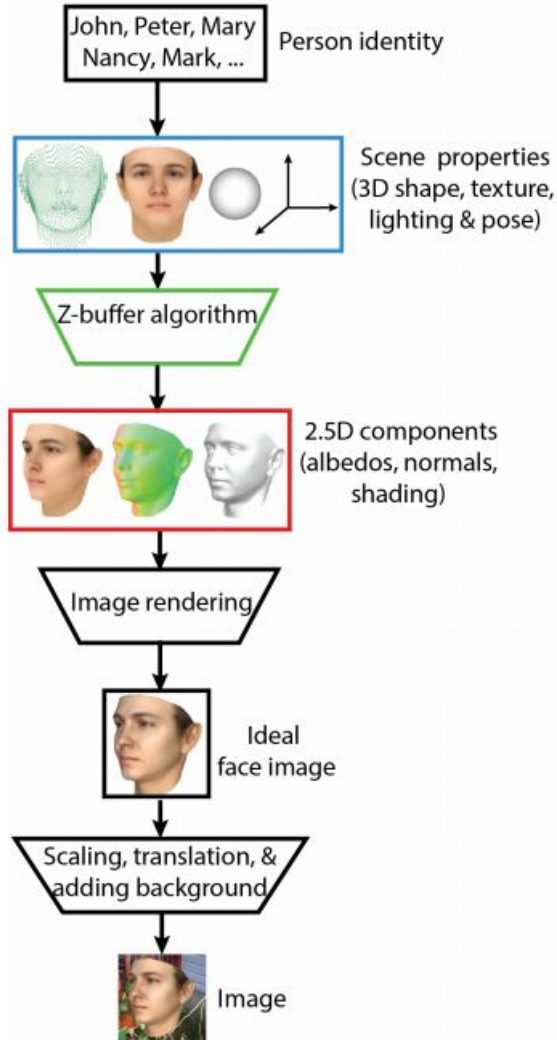 John, Peter, Mary
Nancy, Mark, ...
Person identity
Scene properties
(3D shape, texture,
lighting & pose)
Z-buffer algorithm
2.5D components
(albedos, normals,
shading)
Image rendering
Ideal
face image
Scaling, translation, &
adding background
Image